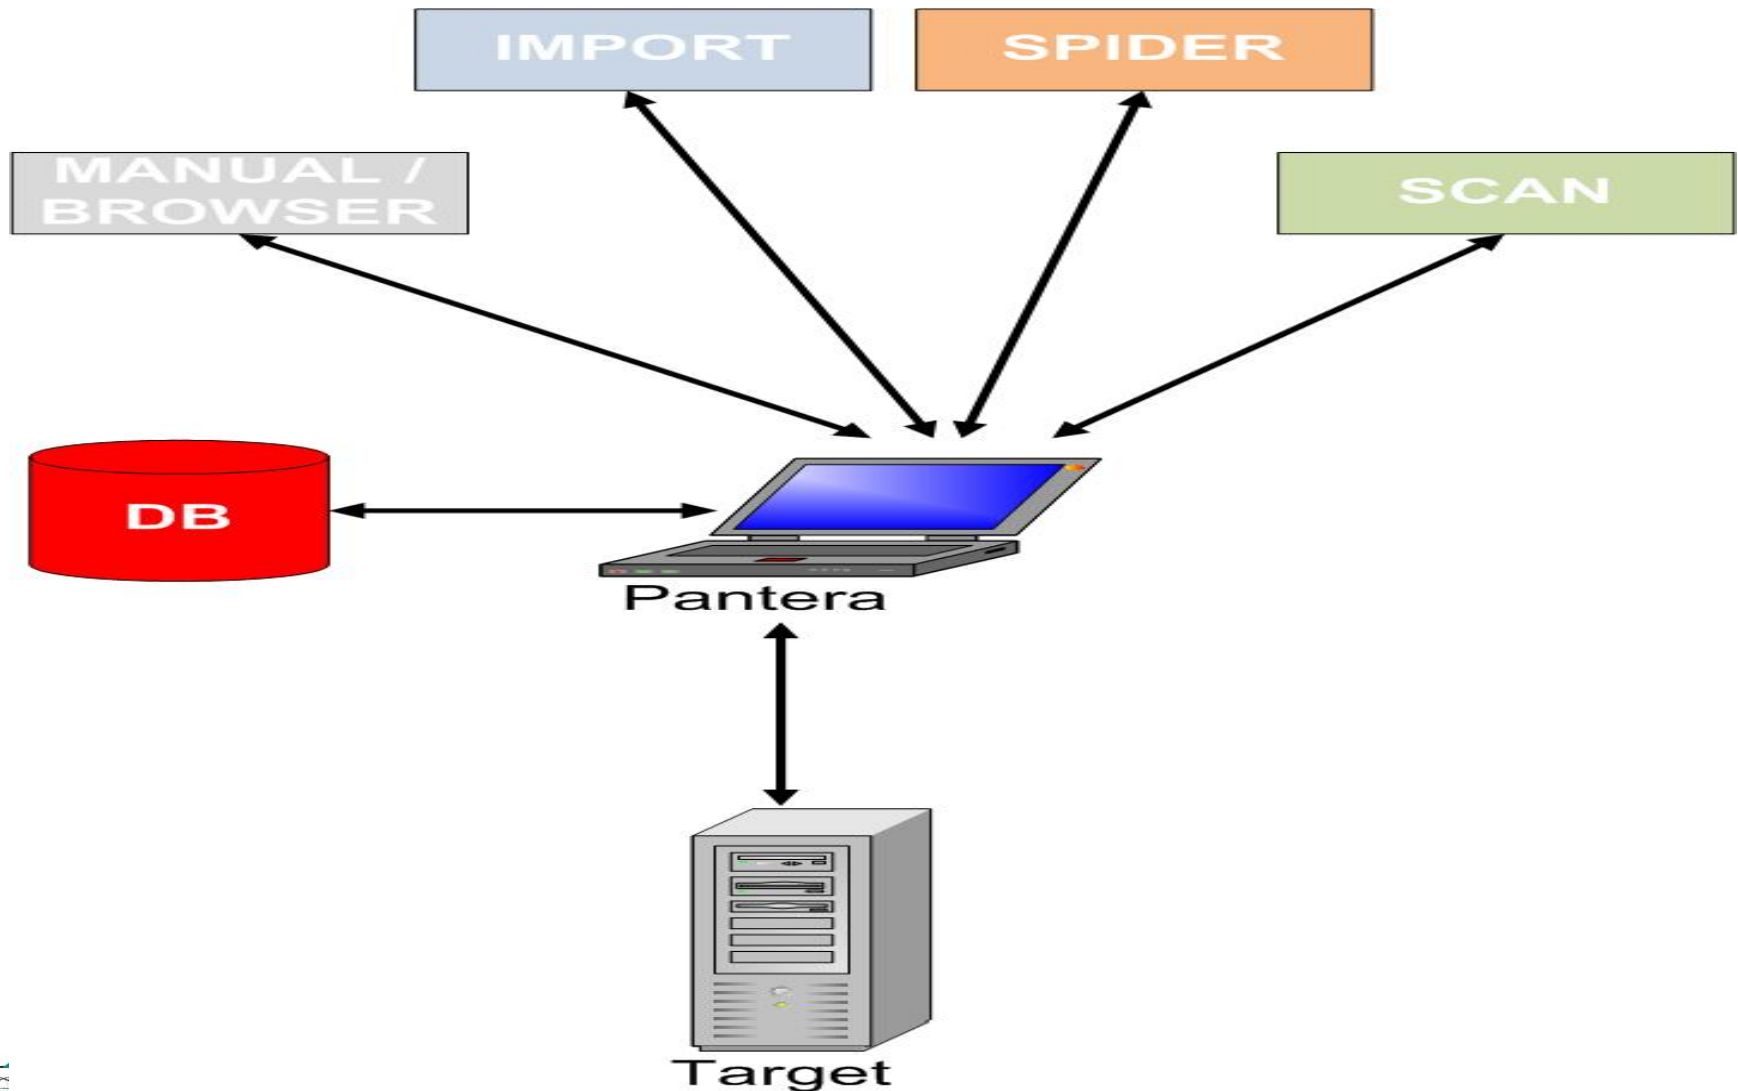 IMPORT
SPIDER
MANUAL /
BROWSER
SCAN
DB
Pantera
Target